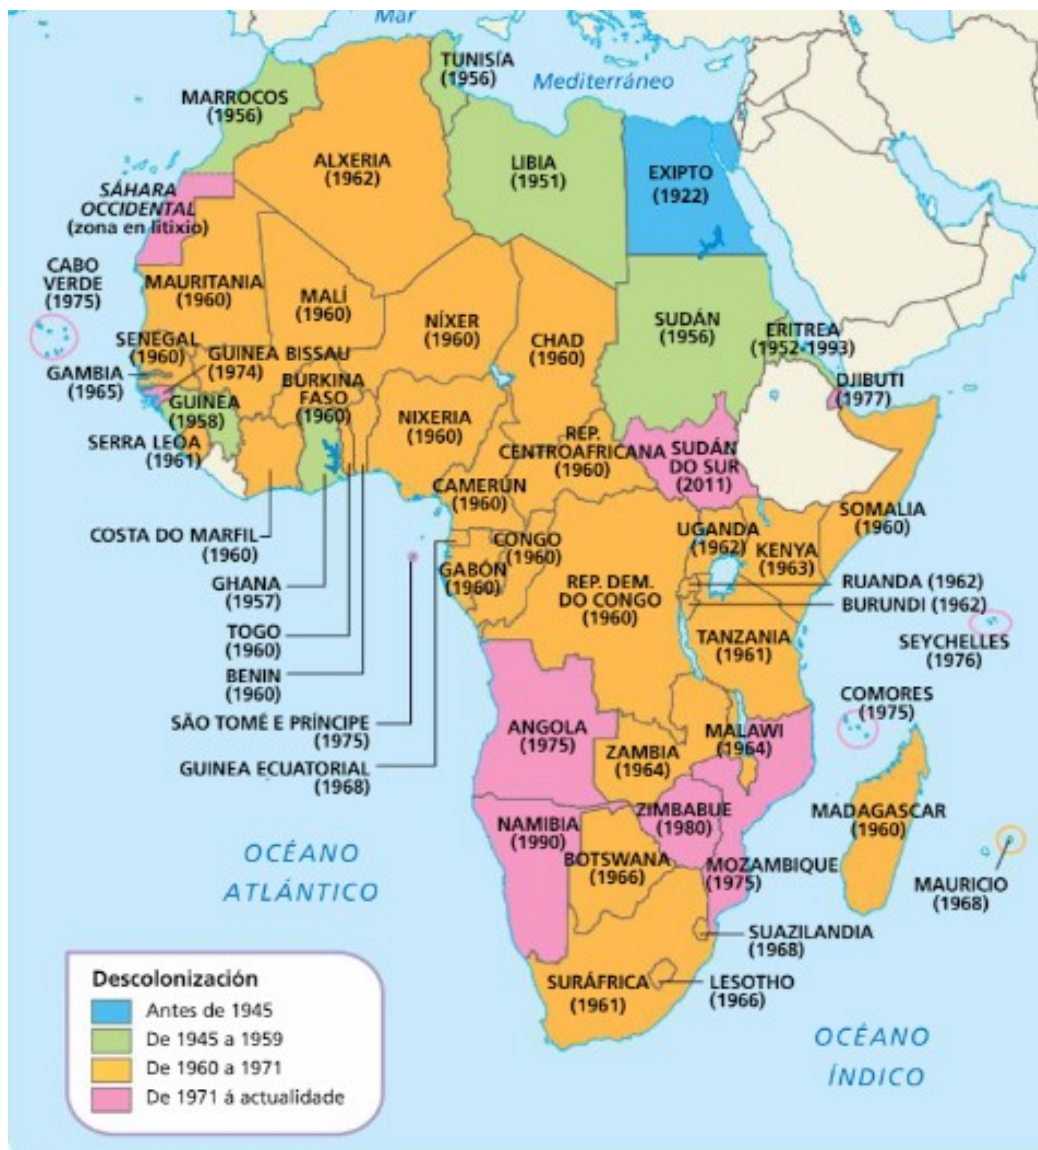 Mar
Mediterráneo
TUNISÍA
(1956)
MARROCOS
(1956)
ALXERIA
(1962)
LIBIA
(1951)
EXIPTO
(1922)
SÁHARA
OCCIDENTAL
(zona en litixio)
CABO
VERDE
(1975)
MAURITANIA
(1960)
MALÍ
(1960)
NÍXER
(1960)
CHAD
(1960)
SUDÁN
(1956)
ERITREA
(1952-1993)
DJIBUTI
(1977)
SENEGAL
(1960)
GAMBIA
(1965)
GUINEA BISSAU
(1974)
GUINEA
(1958)
BURKINA
FASO
(1960)
NIXERIA
(1960)
SERRA LEOA
(1961)
REP.
CENTROAFRICANA
(1960)
SUDÁN
DO SUR
(2011)
CAMERÚN
(1960)
SOMALIA
(1960)
COSTA DO MARFIL
(1960)
GHANA
(1957)
TOGO
(1960)
BENIN
(1960)
SÃO TOMÉ E PRÍNCIPE
(1975)
GUINEA ECUATORIAL
(1968)
GABÓN
(1960)
CONGO
(1960)
REP. DEM.
DO CONGO
(1960)
UGANDA
(1962)
KENYA
(1963)
RUANDA (1962)
BURUNDI (1962)
TANZANIA
(1961)
SEYCHELLES
(1976)
COMORES
(1975)
ANGOLA
(1975)
ZAMBIA
(1964)
MALAWI
(1964)
NAMIBIA
(1990)
ZIMBABUE
(1980)
BOTSWANA
(1966)
MOZAMBIQUE
(1975)
MADAGASCAR
(1960)
MAURICIO
(1968)
SUAZILANDIA
(1968)
SURÁFRICA
(1961)
LESOTHO
(1966)
OCÉANO
ATLÁNTICO
OCÉANO
ÍNDICO
Descolonización
Antes de 1945
De 1945 a 1959
De 1960 a 1971
De 1971 á actualidade